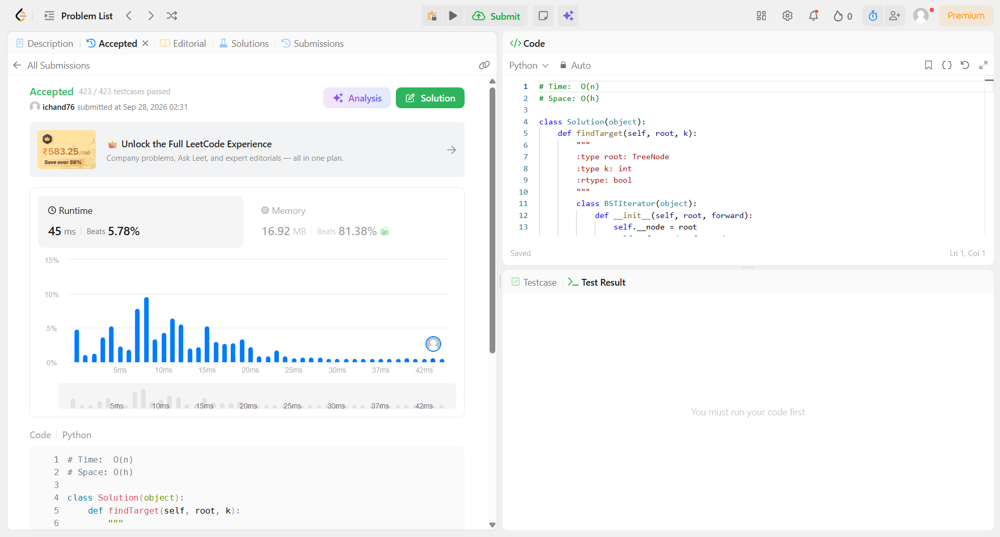 Problem List
Submit
0
Premium
Description
Accepted
Editorial
Solutions
Submissions
All Submissions
Accepted 423 / 423 testcases passed
ichand76 submitted at Sep 28, 2026 02:31
Analysis
Solution
₹583.25/mo
Save over 56%
Unlock the Full LeetCode Experience
Company problems, Ask Leet, and expert editorials — all in one plan.
Runtime
45 ms Beats 5.78%
Memory
16.92 MB Beats 81.38%
15%
10%
5%
0%
5ms 10ms 15ms 20ms 25ms 30ms 37ms 42ms
5ms 10ms 15ms 20ms 25ms 30ms 37ms 42ms
Code Python
1 # Time:  O(n)
2 # Space: O(h)
3
4 class Solution(object):
5     def findTarget(self, root, k):
6         """
Code
Python Auto
1 # Time:  O(n)
2 # Space: O(h)
3
4 class Solution(object):
5     def findTarget(self, root, k):
6         """
7         :type root: TreeNode
8         :type k: int
9         :rtype: bool
10         """
11         class BSTIterator(object):
12             def __init__(self, root, forward):
13                 self.__node = root
Saved
Ln 1, Col 1
Testcase
Test Result
You must run your code first